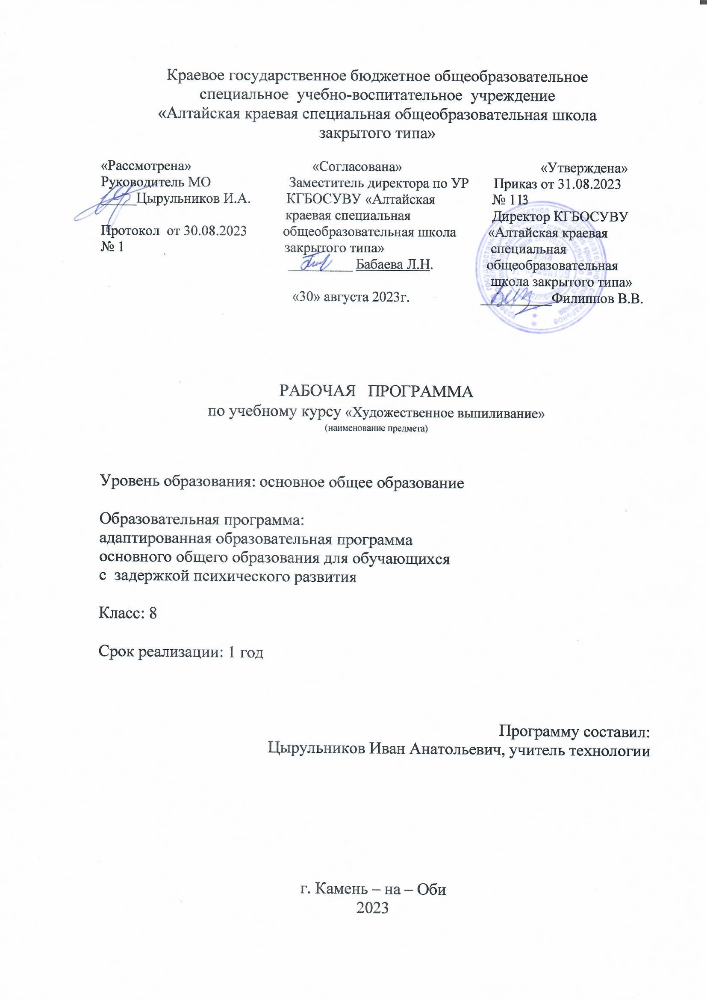 Краевое государственное бюджетное общеобразовательное
специальное учебно-воспитательное учреждение
«Алтайская краевая специальная общеобразовательная школа
закрытого типа»
«Рассмотрена»
Руководитель МО
_____Цырульников И.А.
Протокол от 30.08.2023
№ 1
«Согласована»
Заместитель директора по УР
КГБОСУВУ «Алтайская
краевая специальная
общеобразовательная школа
закрытого типа»
_________ Бабаева Л.Н.
«30» августа 2023г.
«Утверждена»
Приказ от 31.08.2023
№ 113
Директор КГБОСУВУ
«Алтайская краевая
специальная
общеобразовательная
школа закрытого типа»
__________Филиппов В.В.
РАБОЧАЯ ПРОГРАММА
по учебному курсу «Художественное выпиливание»
(наименование предмета)
Уровень образования: основное общее образование
Образовательная программа:
адаптированная образовательная программа
основного общего образования для обучающихся
с задержкой психического развития
Класс: 8
Срок реализации: 1 год
Программу составил:
Цырульников Иван Анатольевич, учитель технологии
г. Камень – на – Оби
2023